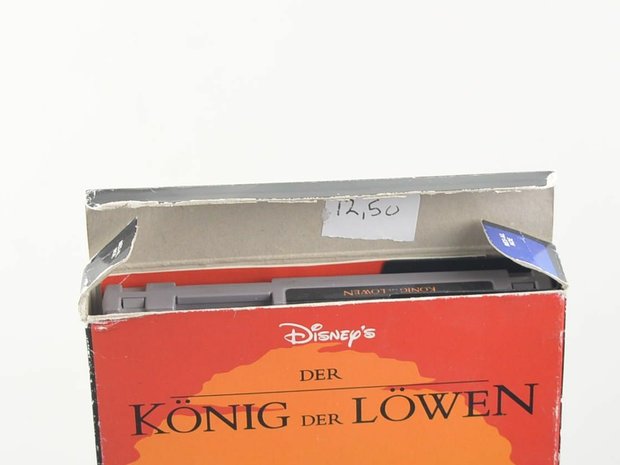 12,50
KÖNIG DER LÖWEN
DISNEY'S
DER
KÖNIG DER LÖWEN